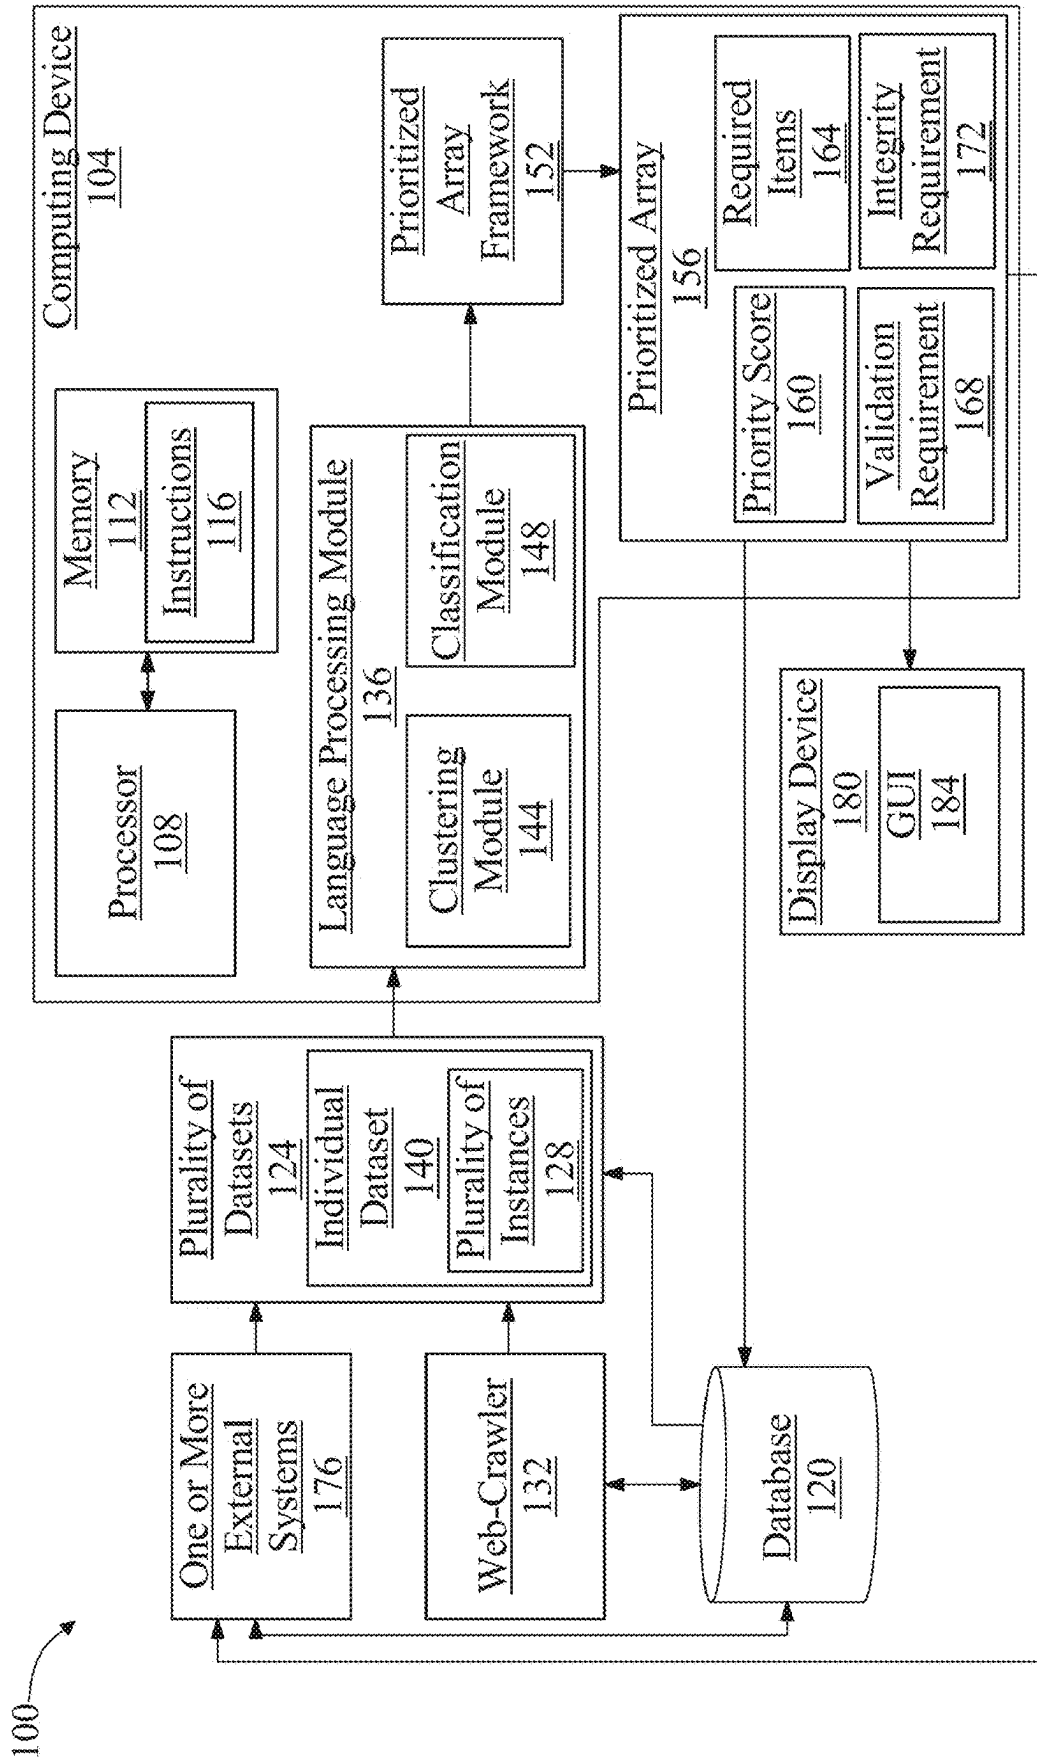 100
Computing Device
104
Processor
108
Memory
112
Instructions
116
One or More
External
Systems
176
Plurality of
Datasets
124
Individual
Dataset
140
Plurality of
Instances
128
Language Processing Module
136
Clustering
Module
144
Classification
Module
148
Prioritized
Array
Framework
152
Web-Crawler
132
Database
120
Prioritized Array
156
Priority Score
160
Required
Items
164
Validation
Requirement
168
Integrity
Requirement
172
Display Device
180
GUI
184